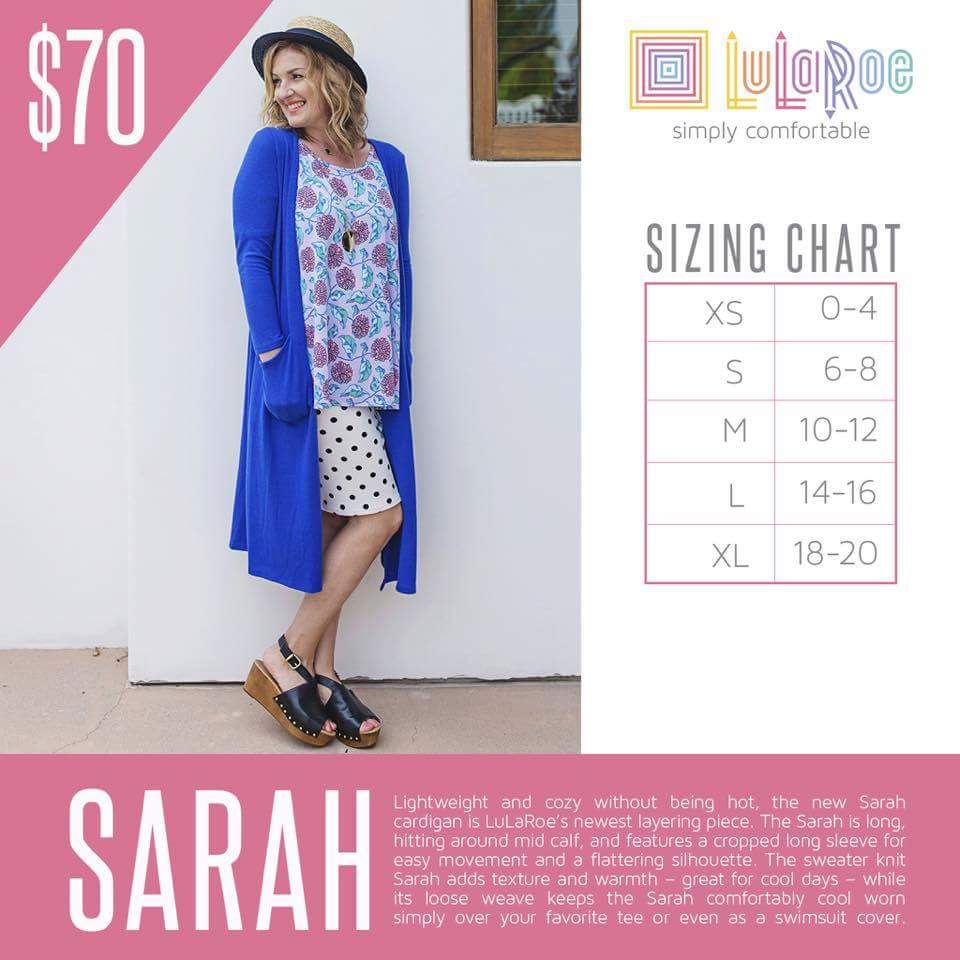 $70
LuLaRoe
simply comfortable
SIZING CHART
XS 0-4
S 6-8
M 10-12
L 14-16
XL 18-20
SARAH
Lightweight and cozy without being hot, the new Sarah
cardigan is LuLaRoe's newest layering piece. The Sarah is long,
hitting around mid calf, and features a cropped long sleeve for
easy movement and a flattering silhouette. The sweater knit
Sarah adds texture and warmth – great for cool days – while
its loose weave keeps the Sarah comfortably cool worn
simply over your favorite tee or even as a swimsuit cover.